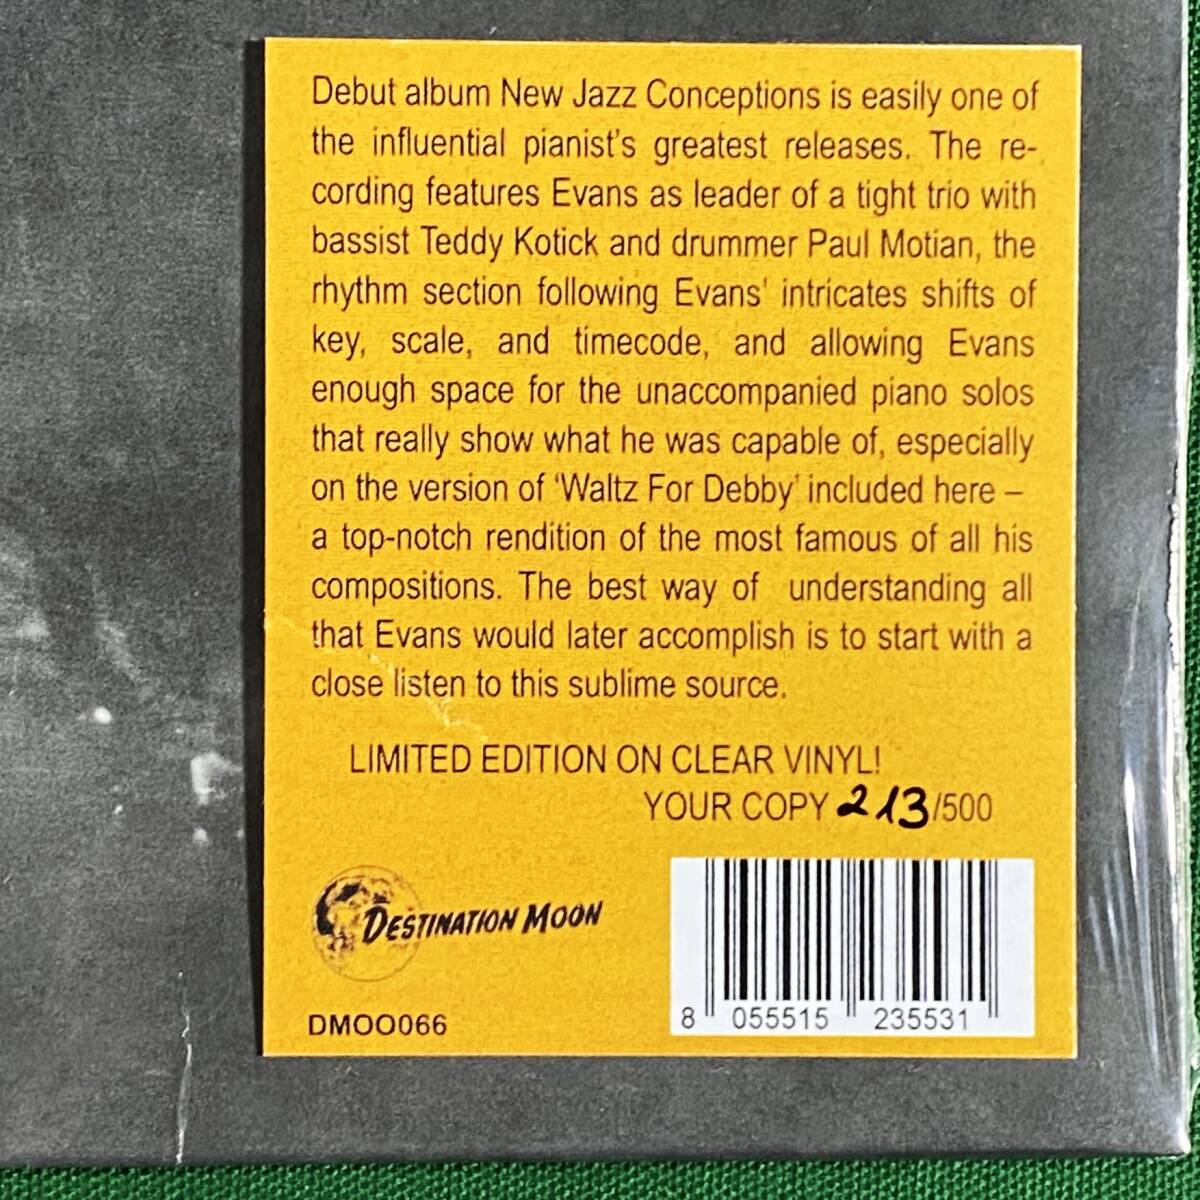 Debut album New Jazz Conceptions is easily one of
the influential pianist's greatest releases. The re-
cording features Evans as leader of a tight trio with
bassist Teddy Kotick and drummer Paul Motian, the
rhythm section following Evans' intricates shifts of
key, scale, and timecode, and allowing Evans
enough space for the unaccompanied piano solos
that really show what he was capable of, especially
on the version of 'Waltz For Debby' included here –
a top-notch rendition of the most famous of all his
compositions. The best way of understanding all
that Evans would later accomplish is to start with a
close listen to this sublime source.
LIMITED EDITION ON CLEAR VINYL!
YOUR COPY 213/500
DESTINATION MOON
DMOO066
8 055515 235531